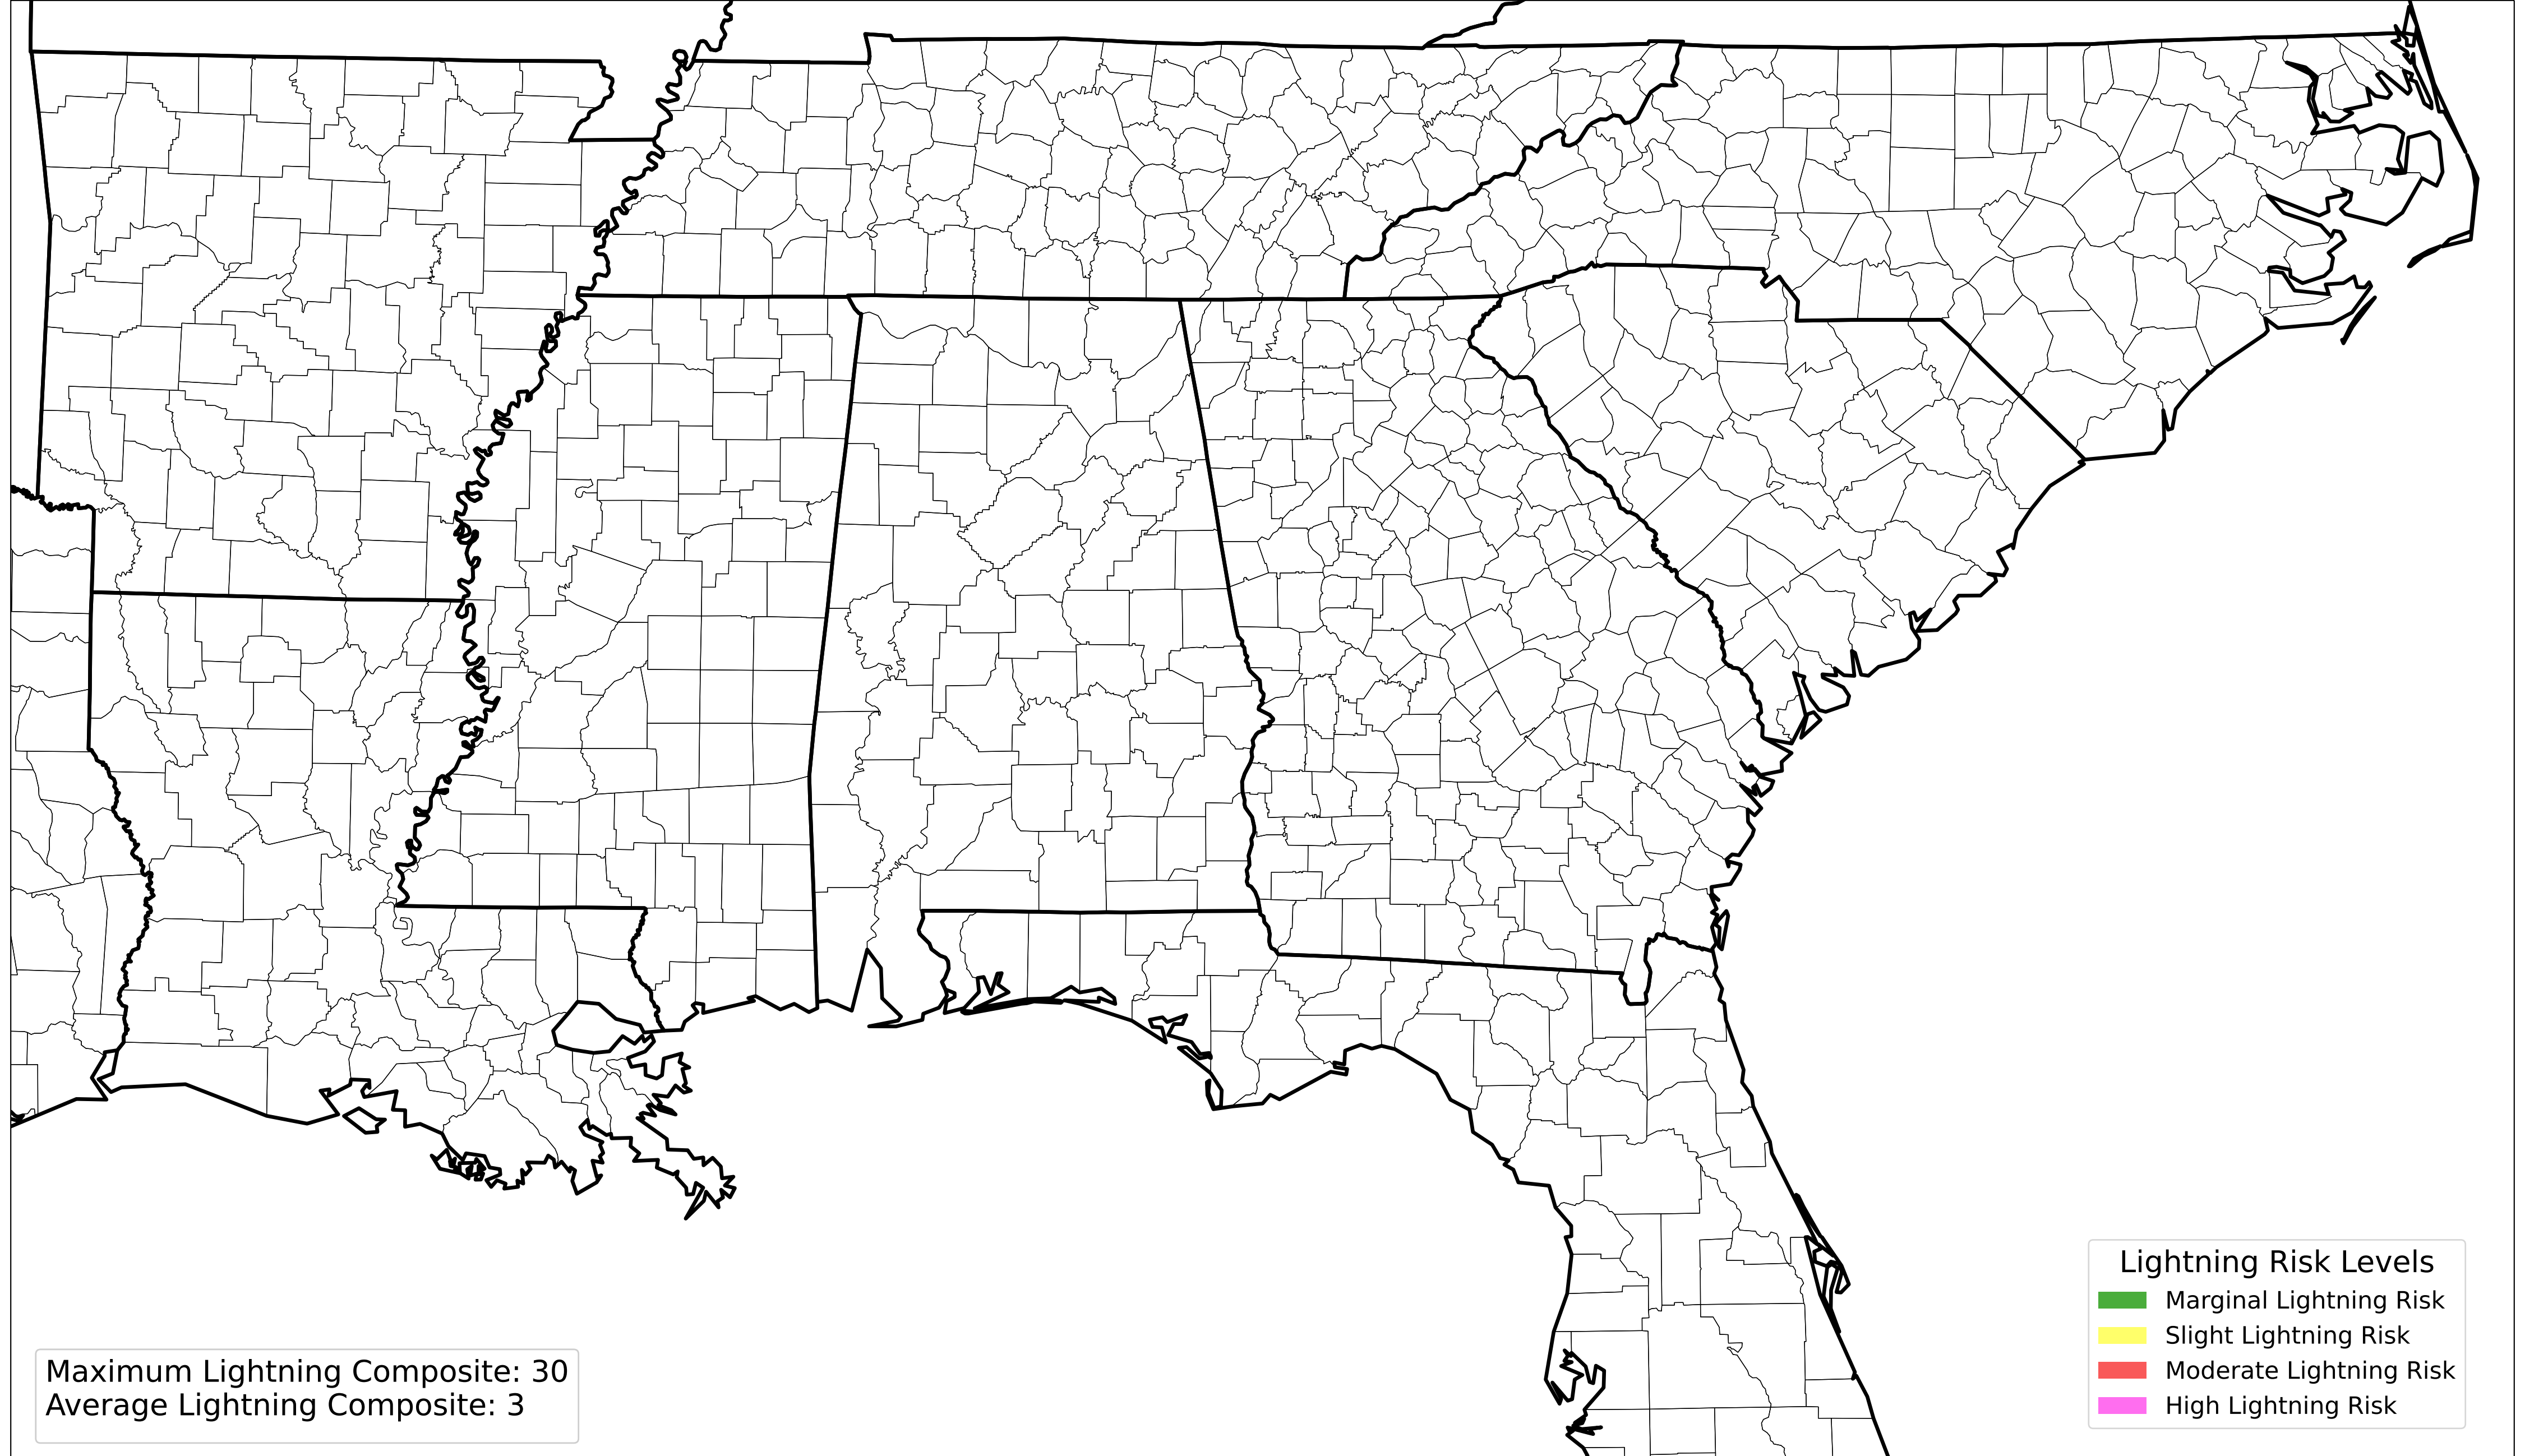 Lightning Risk Levels
Marginal Lightning Risk
Slight Lightning Risk
Moderate Lightning Risk
High Lightning Risk
Maximum Lightning Composite: 30
Average Lightning Composite: 3